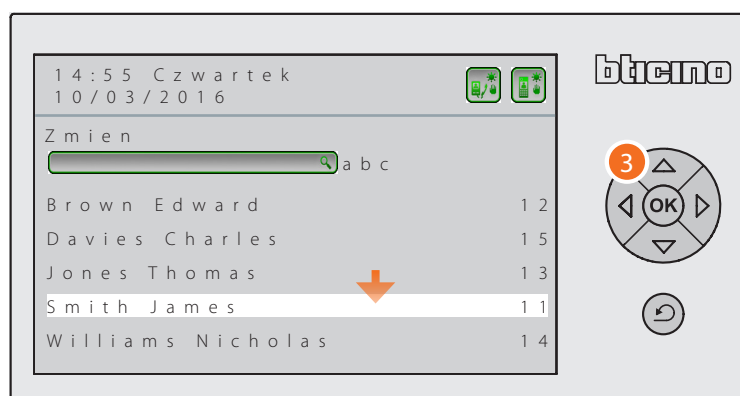 14:55 Czwartek
10/03/2016
Zmien
abc
Brown Edward 12
Davies Charles 15
Jones Thomas 13
Smith James 11
Williams Nicholas 14
bticino
3
OK